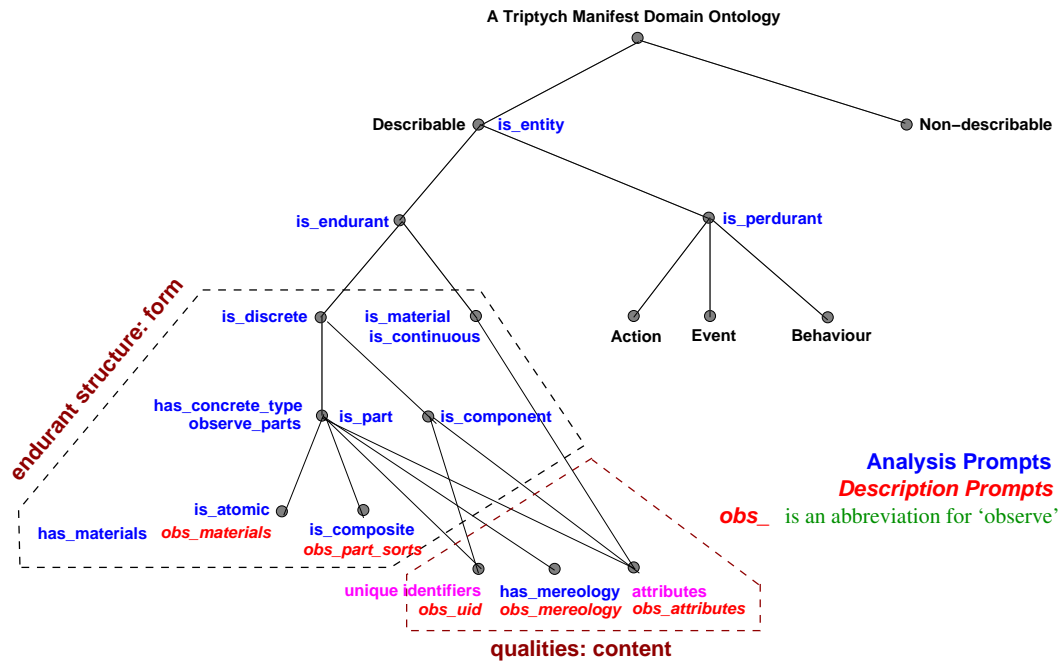 A Triptych Manifest Domain Ontology
Describable
is_entity
Non–describable
is_endurant
is_perdurant
endurant structure: form
is_discrete
is_material
is_continuous
Action
Event
Behaviour
has_concrete_type
observe_parts
is_part
is_component
Analysis Prompts
Description Prompts
obs_ is an abbreviation for ‘observe’
is_atomic
has_materials
obs_materials
is_composite
obs_part_sorts
unique identifiers
obs_uid
has_mereology
obs_mereology
attributes
obs_attributes
qualities: content